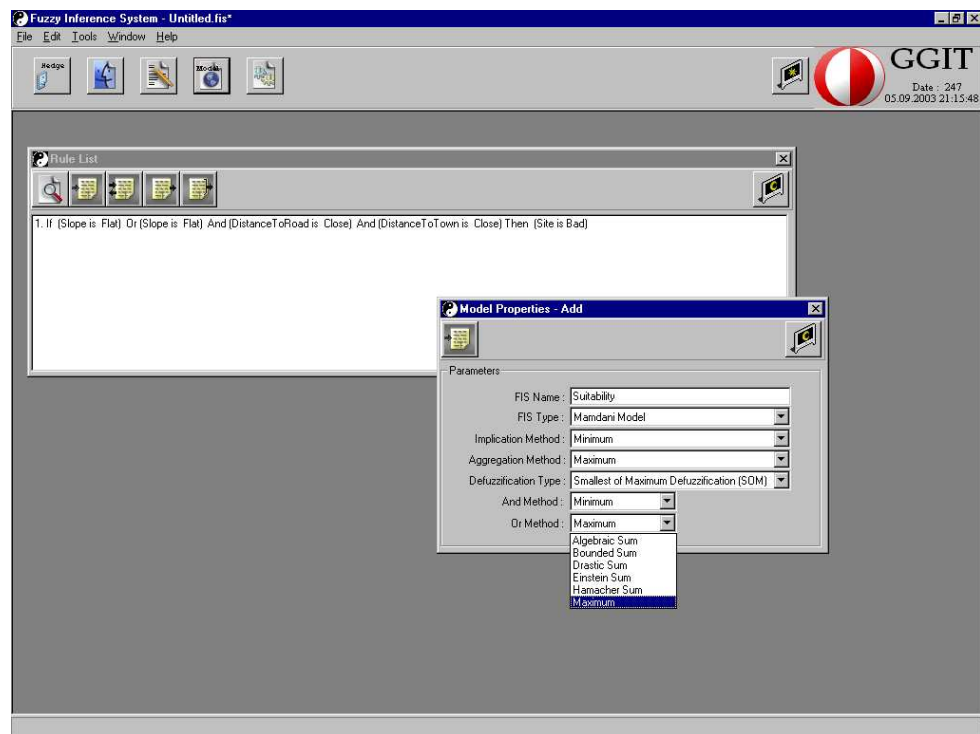 Fuzzy Inference System - Untitled.fis*
File Edit Tools Window Help
Hedge
Model
GGIT
Date : 247
05.09.2003 21:15:48
Rule List
1. If (Slope is Flat) Or (Slope is Flat) And (DistanceToRoad is Close) And (DistanceToTown is Close) Then (Site is Bad)
Model Properties - Add
Parameters
FIS Name : Suitability
FIS Type : Mamdani Model
Implication Method : Minimum
Aggregation Method : Maximum
Defuzzification Type : Smallest of Maximum Defuzzification (SOM)
And Method : Minimum
Or Method : Maximum
Algebraic Sum
Bounded Sum
Drastic Sum
Einstein Sum
Hamacher Sum
Maximum